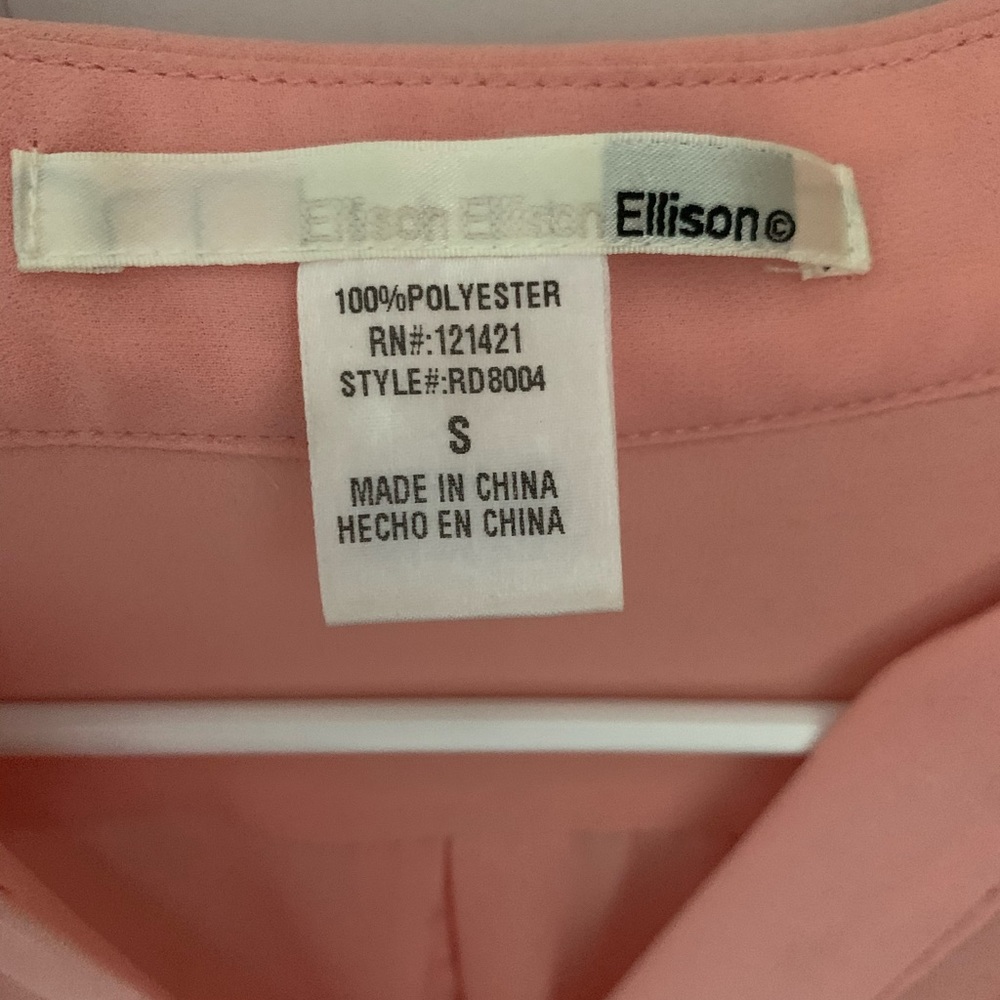 Ellison Ellison Ellison©
100%POLYESTER
RN#:121421
STYLE#:RD8004
S
MADE IN CHINA
HECHO EN CHINA